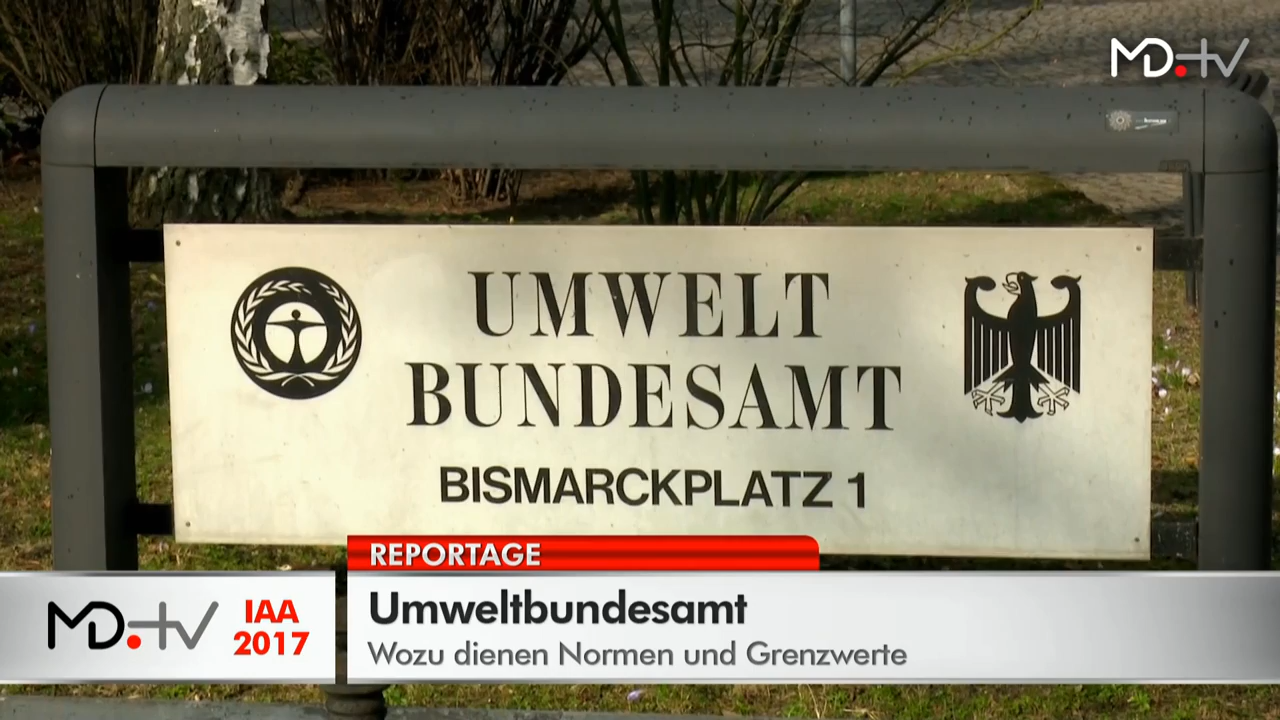 MD.tv
UMWELT
BUNDESAMT
BISMARCKPLATZ 1
REPORTAGE
MD.tv
IAA
2017
Umweltbundesamt
Wozu dienen Normen und Grenzwerte